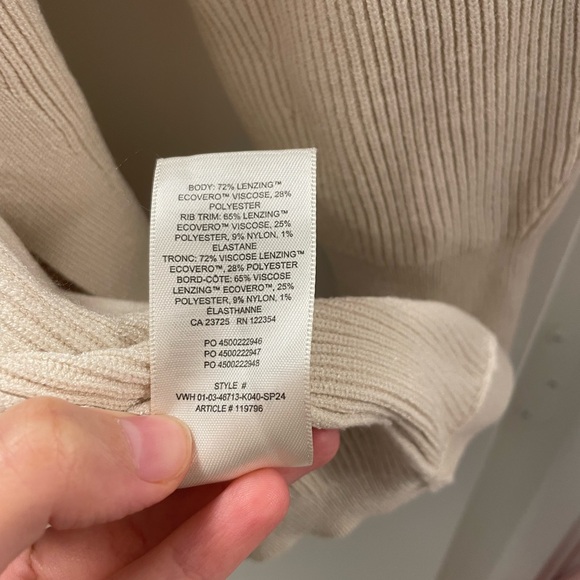 BODY: 72% LENZING™
ECOVERO™ VISCOSE, 28%
POLYESTER
RIB TRIM: 65% LENZING™
ECOVERO™ VISCOSE, 25%
POLYESTER, 9% NYLON, 1%
ELASTANE
TRONC: 72% VISCOSE LENZING™
ECOVERO™, 28% POLYESTER
BORD-CÔTE: 65% VISCOSE
LENZING ECOVERO™, 25%
POLYESTER, 9% NYLON, 1%
ÉLASTHANNE
CA 23725 RN 122354
PO 4500222946
PO 4500222947
PO 4500222948
STYLE #
VWH 01-03-46713-K040-SP24
ARTICLE # 119796